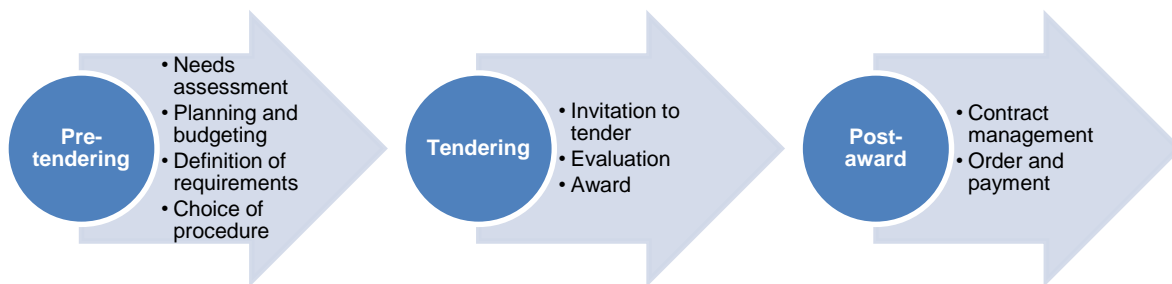 Pre-
tendering
• Needs
assessment
• Planning and
budgeting
• Definition of
requirements
• Choice of
procedure
Tendering
• Invitation to
tender
• Evaluation
• Award
Post-
award
• Contract
management
• Order and
payment